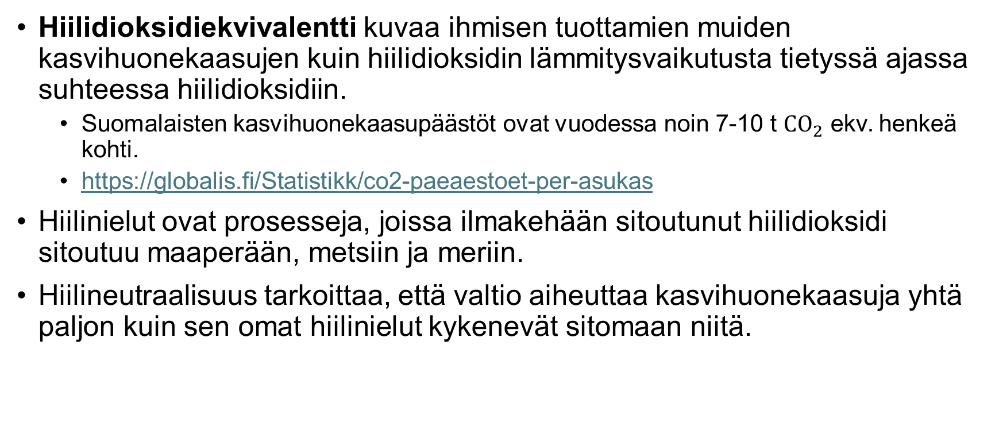 • Hiilidioksidiekvivalentti kuvaa ihmisen tuottamien muiden
kasvihuonekaasujen kuin hiilidioksidin lämmitysvaikutusta tietyssä ajassa
suhteessa hiilidioksidiin.
• Suomalaisten kasvihuonekaasupäästöt ovat vuodessa noin 7-10 t CO₂ ekv. henkeä
kohti.
• https://globalis.fi/Statistikk/co2-paeaestoet-per-asukas
• Hiilinielut ovat prosesseja, joissa ilmakehään sitoutunut hiilidioksidi
sitoutuu maaperään, metsiin ja meriin.
• Hiilineutraalisuus tarkoittaa, että valtio aiheuttaa kasvihuonekaasuja yhtä
paljon kuin sen omat hiilinielut kykenevät sitomaan niitä.